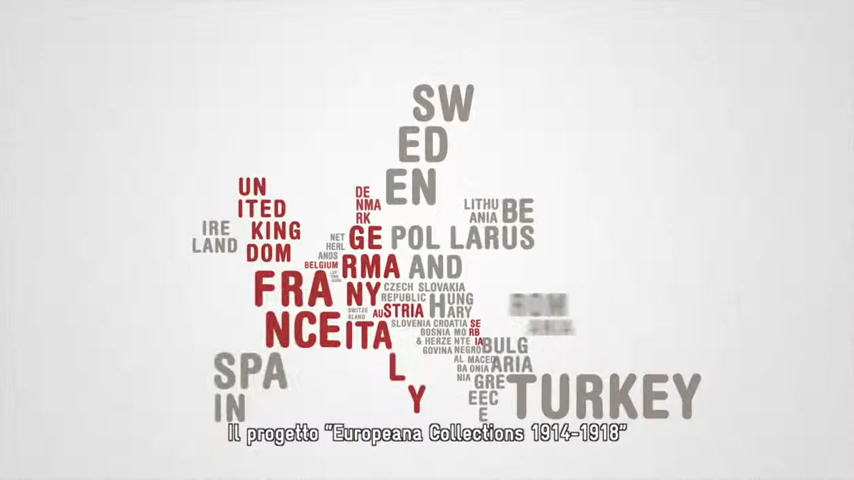 SW
ED
EN
UN
ITED
KING
DOM
IRE
LAND
DE
NMA
RK
LITHU
ANIA
BE
LARUS
NET
HERL
ANDS
BELGIUM
GE
RMA
NY
POL
AND
FRA
NCE
SWITZE
RLAND
AUSTRIA
CZECH
REPUBLIC
SLOVAKIA
HUNG
ARY
ROM
ANIA
SLOVENIA
CROATIA
BOSNIA
& HERZE
GOVINA
MO
NTE
NEGRO
SE
RB
IA
ITA
L
Y
AL
BA
NIA
MACED
ONIA
BULG
ARIA
GRE
EEC
E
SPA
IN
TURKEY
Il progetto "Europeana Collections 1914-1918"